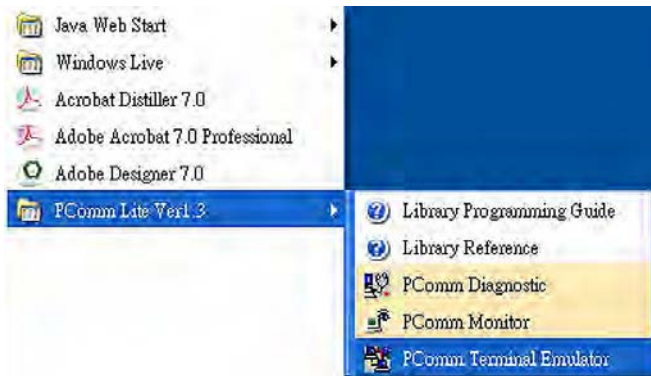 Java Web Start
Windows Live
Acrobat Distiller 7.0
Adobe Acrobat 7.0 Professional
Adobe Designer 7.0
PComm Lite Ver1.3
Library Programming Guide
Library Reference
PComm Diagnostic
PComm Monitor
PComm Terminal Emulator